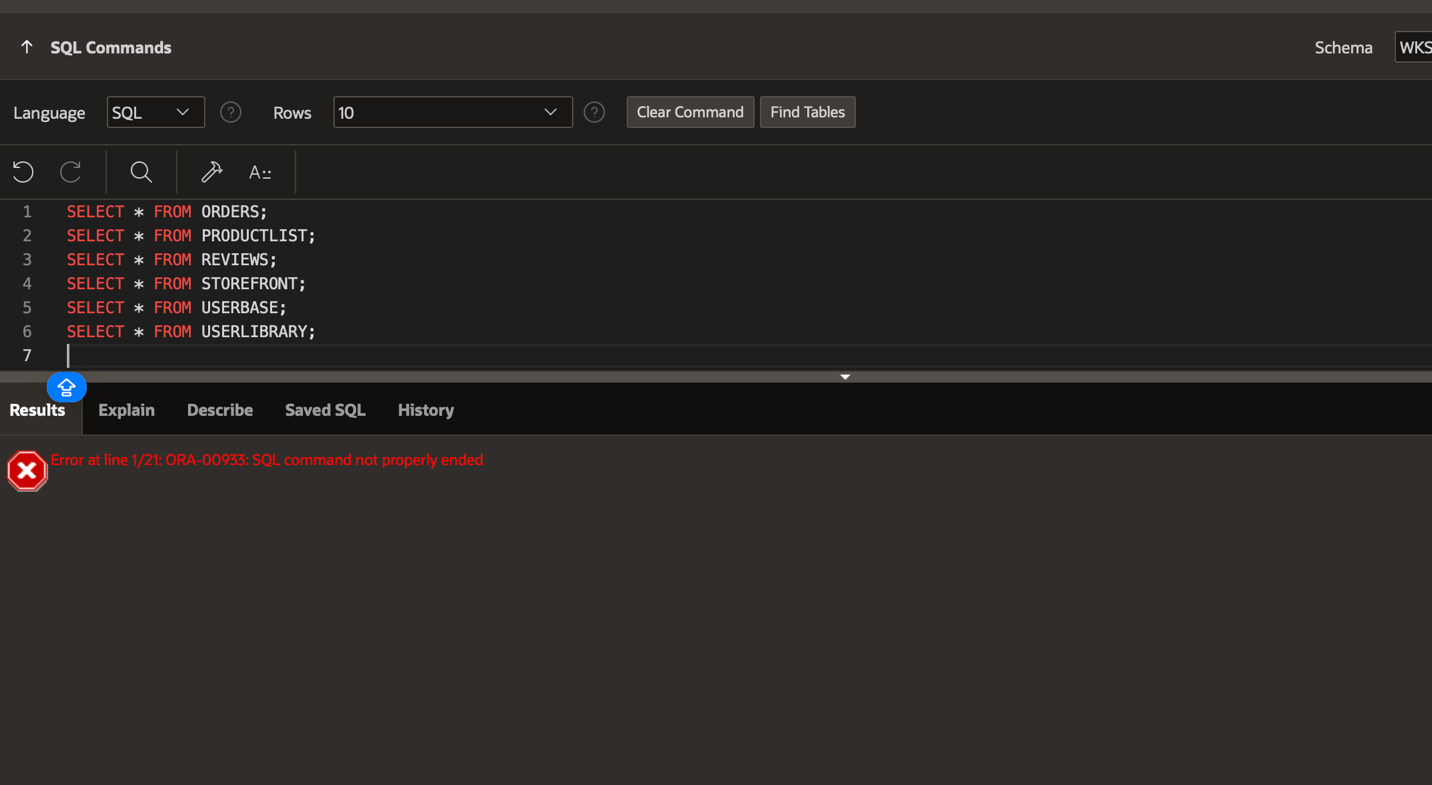 SQL Commands Schema WKS
Language SQL ? Rows 10 ? Clear Command Find Tables
A::
1 SELECT * FROM ORDERS;
2 SELECT * FROM PRODUCTLIST;
3 SELECT * FROM REVIEWS;
4 SELECT * FROM STOREFRONT;
5 SELECT * FROM USERBASE;
6 SELECT * FROM USERLIBRARY;
7
Results Explain Describe Saved SQL History
Error at line 1/21: ORA-00933: SQL command not properly ended